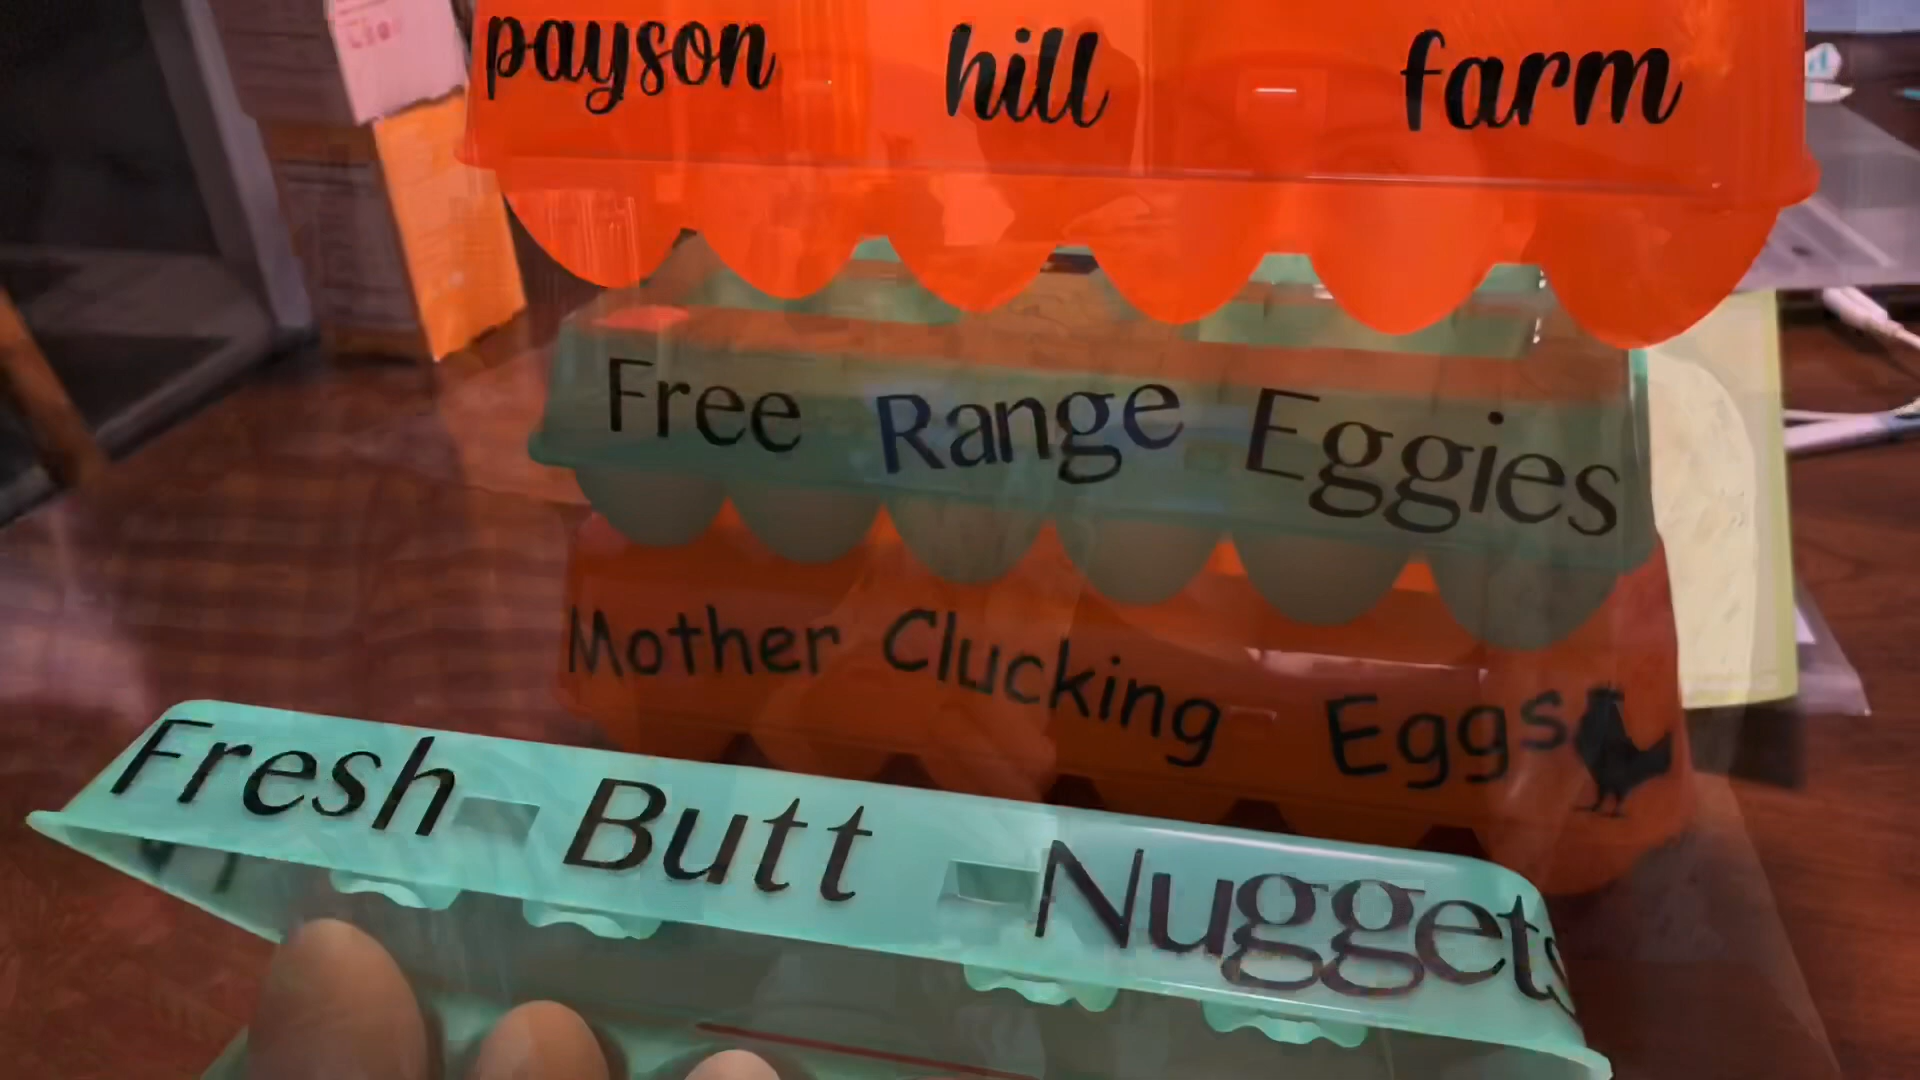 payson hill farm
Free Range Eggies
Mother Clucking Eggs
Fresh Butt Nuggets